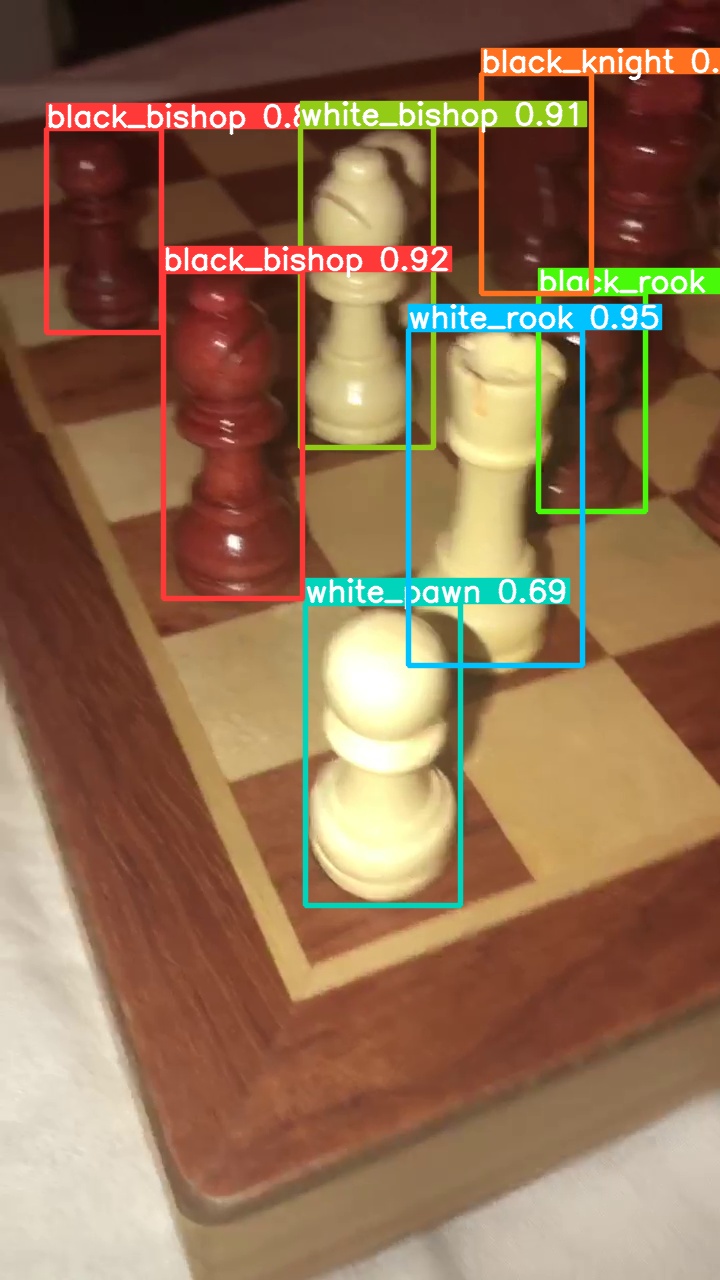 black_knight 0.
black_bishop 0.8
white_bishop 0.91
black_bishop 0.92
black_rook
white_rook 0.95
white_pawn 0.69